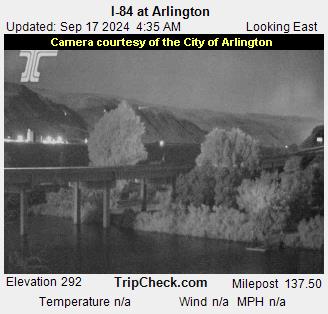 I-84 at Arlington
Updated: Sep 17 2024 4:35 AM Looking East
Camera courtesy of the City of Arlington
Elevation 292 TripCheck.com Milepost 137.50
Temperature n/a Wind n/a MPH n/a